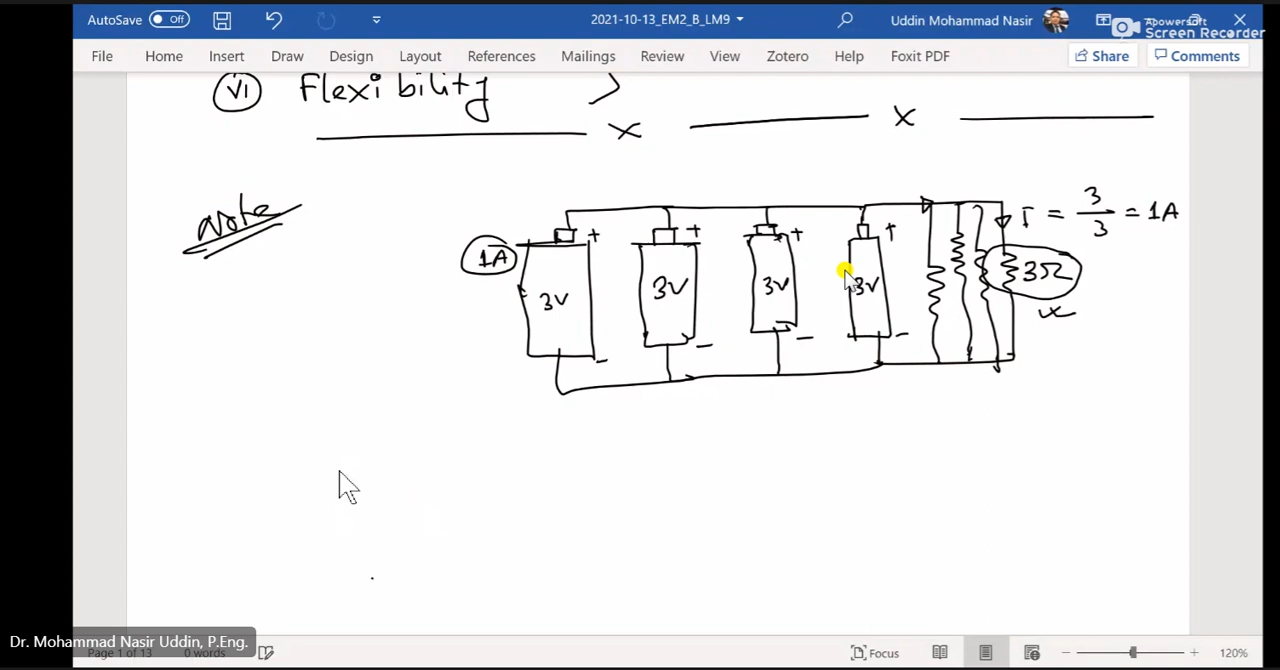 AutoSave Off 2021-10-13_EM2_B_LM9 Uddin Mohammad Nasir
Apowersoft
Screen Recorder
File Home Insert Draw Design Layout References Mailings Review View Zotero Help Foxit PDF Share Comments
VI Flexibility
x x
Note
I = 3/3 = 1A
1A + + + +
3V 3V 3V 3V 3Ω
- - - -
Dr. Mohammad Nasir Uddin, P.Eng.
Page 1 of 13 0 words Focus 120%